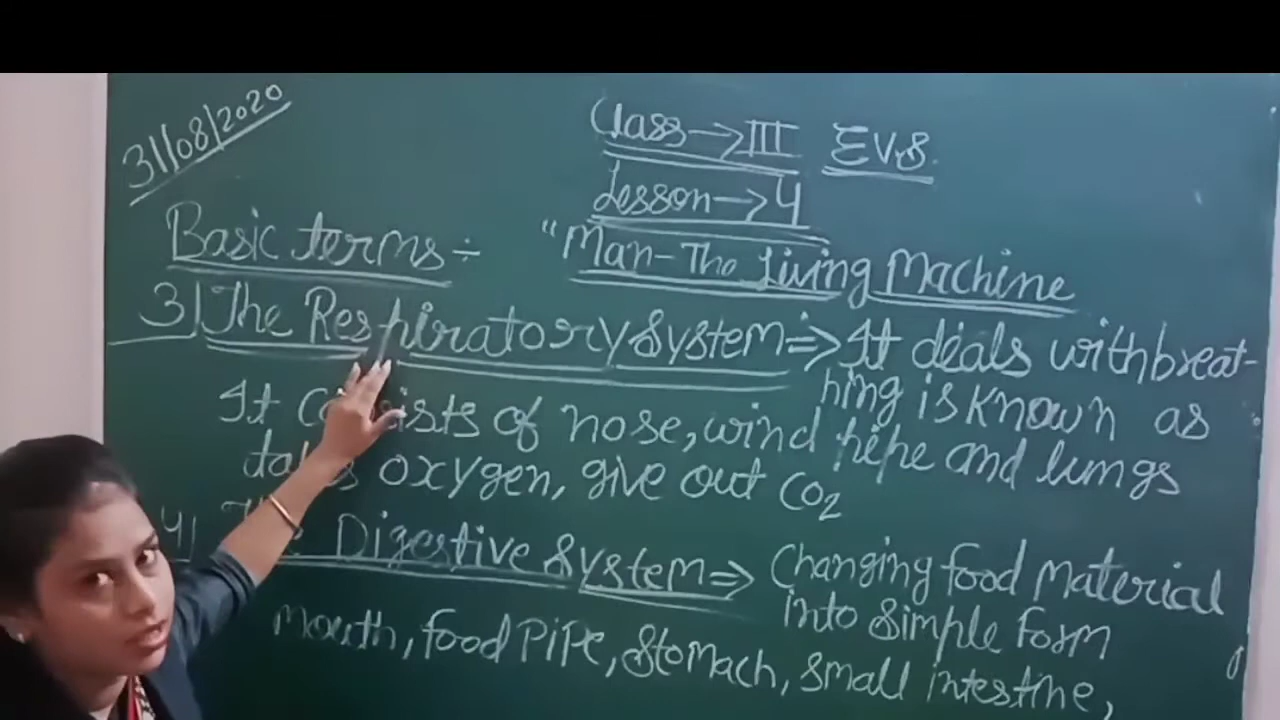 31/08/2020
Class→III EVS.
Lesson→4
"Man-The Living Machine
Basic terms÷
3) The Respiratory System⇒ It deals with breat-
hing is known as
It consists of nose, wind pipe and lungs
takes oxygen, give out CO2
4) The Digestive System⇒ Changing food material
into simple form
mouth, food pipe, stomach, small intestine,